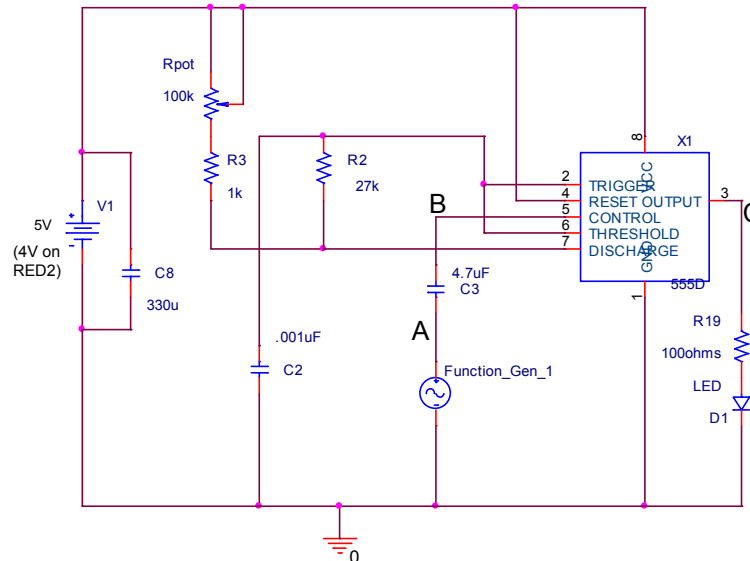 Rpot
100k
R3
1k
R2
27k
V1
5V
(4V on
RED2)
C8
330u
.001uF
C2
B
4.7uF
C3
A
Function_Gen_1
0
X1
8
VCC
2
TRIGGER
4
RESET OUTPUT
3
5
CONTROL
6
THRESHOLD
7
DISCHARGE
GND
1
555D
R19
100ohms
LED
D1